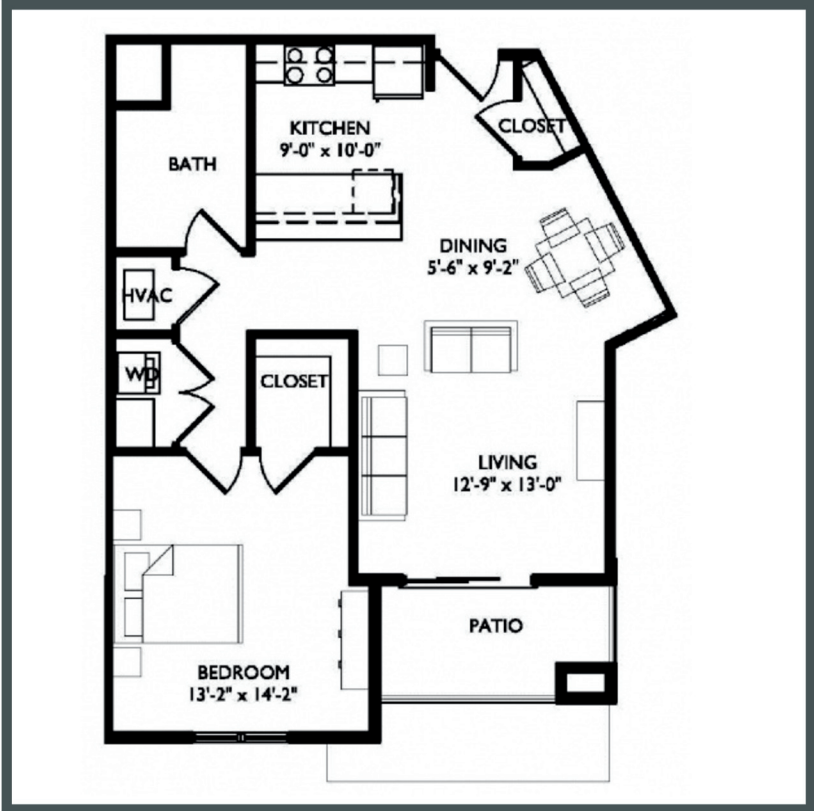 KITCHEN
9'-0" x 10'-0"
CLOSET
BATH
DINING
5'-6" x 9'-2"
HVAC
WD
CLOSET
LIVING
12'-9" x 13'-0"
PATIO
BEDROOM
13'-2" x 14'-2"